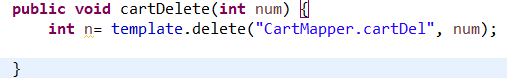 public void cartDelete(int num) {
    int n= template.delete("CartMapper.cartDel", num);
}